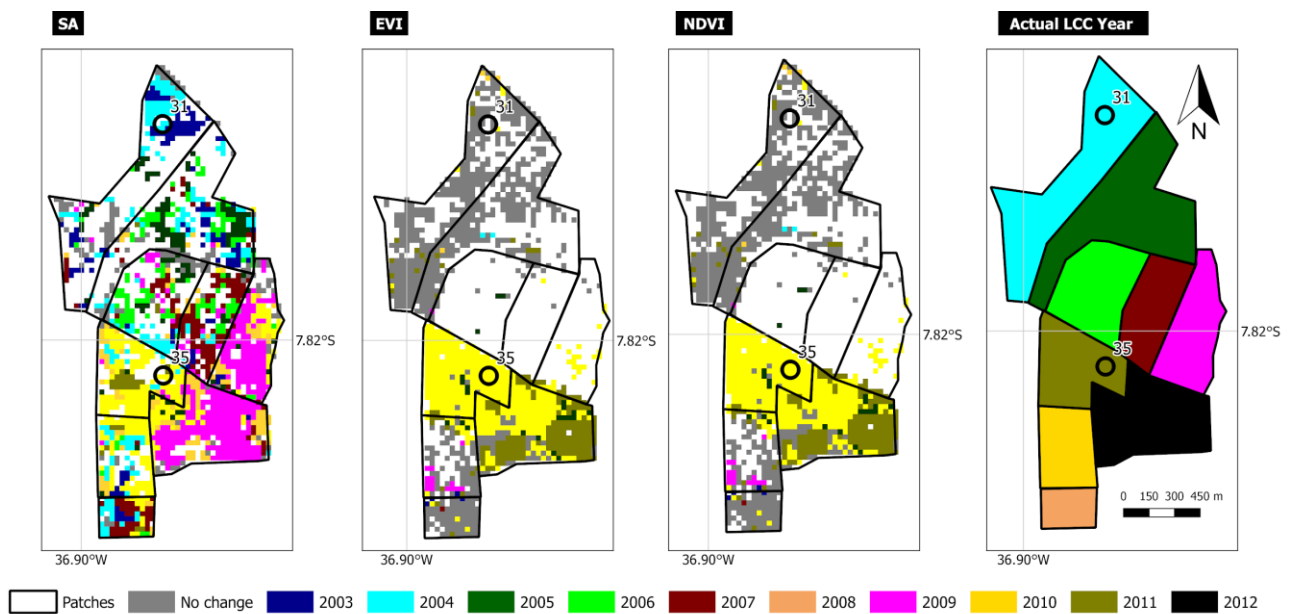 SA
EVI
NDVI
Actual LCC Year
31
31
31
31
N
35
35
35
35
7.82°S
7.82°S
7.82°S
0 150 300 450 m
36.90°W
36.90°W
36.90°W
36.90°W
Patches
No change
2003
2004
2005
2006
2007
2008
2009
2010
2011
2012